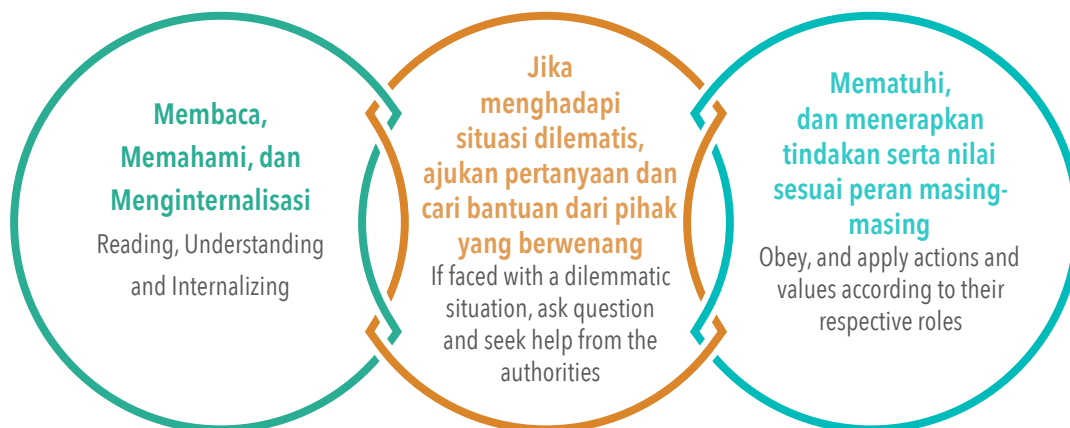 Membaca,
Memahami, dan
Menginternalisasi
Reading, Understanding
and Internalizing
Jika
menghadapi
situasi dilematis,
ajukan pertanyaan dan
cari bantuan dari pihak
yang berwenang
If faced with a dilemmatic
situation, ask question
and seek help from the
authorities
Mematuhi,
dan menerapkan
tindakan serta nilai
sesuai peran masing-
masing
Obey, and apply actions and
values according to their
respective roles